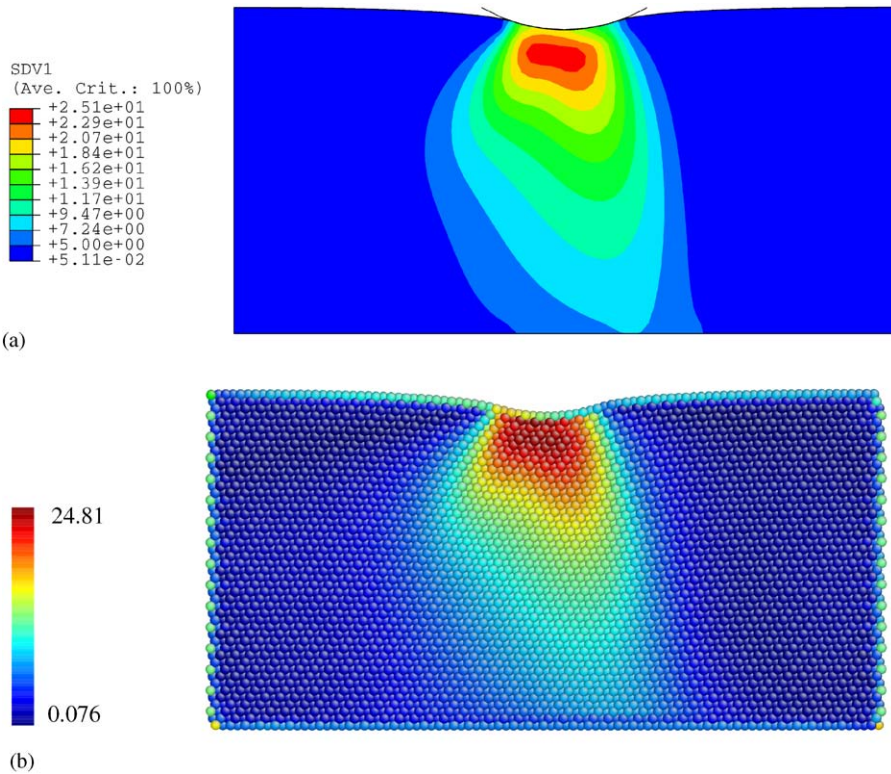 SDV1
(Ave. Crit.: 100%)
+2.51e+01
+2.29e+01
+2.07e+01
+1.84e+01
+1.62e+01
+1.39e+01
+1.17e+01
+9.47e+00
+7.24e+00
+5.00e+00
+5.11e-02
(a)
24.81
0.076
(b)